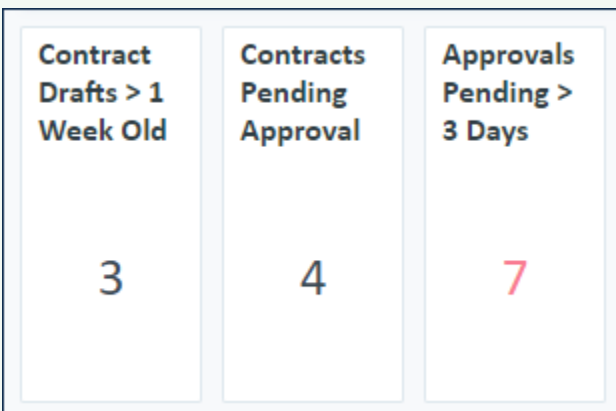 Contract
Drafts > 1
Week Old
3
Contracts
Pending
Approval
4
Approvals
Pending >
3 Days
7